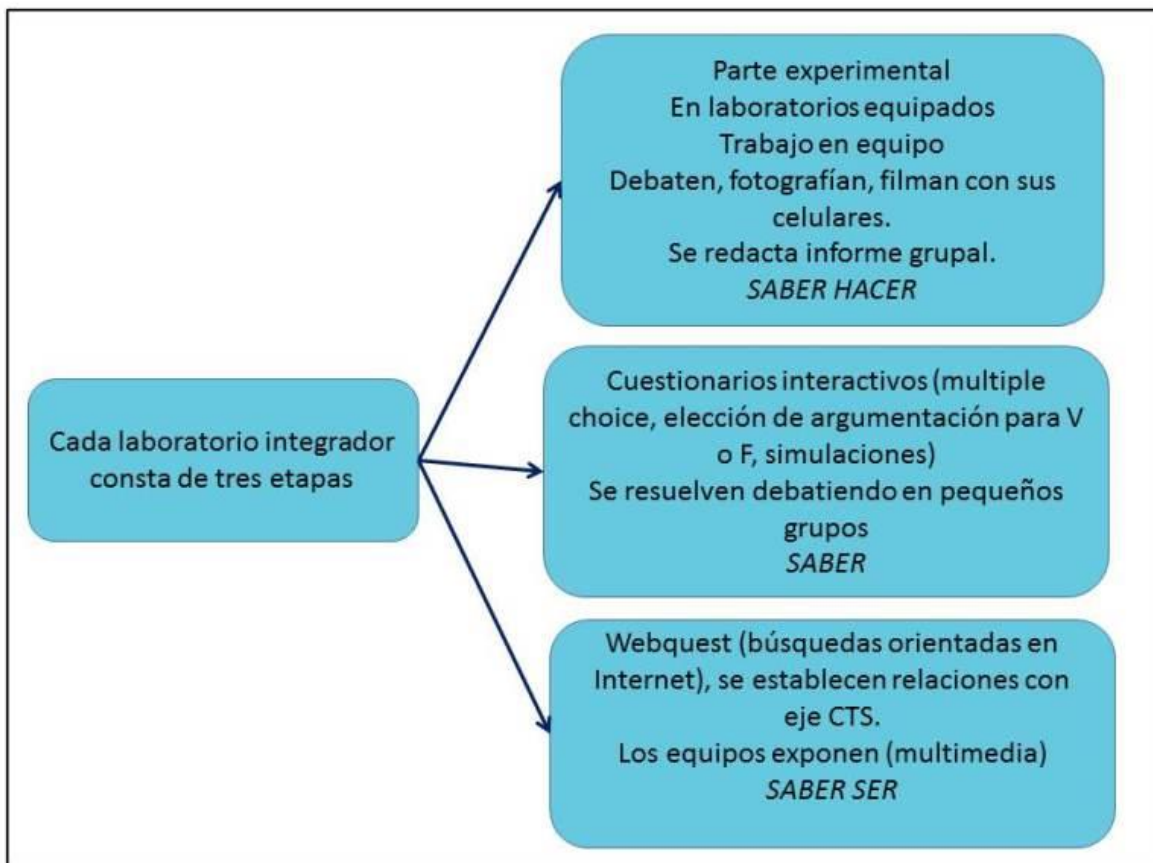 Parte experimental
En laboratorios equipados
Trabajo en equipo
Debaten, fotografían, filman con sus
celulares.
Se redacta informe grupal.
SABER HACER
Cada laboratorio integrador
consta de tres etapas
Cuestionarios interactivos (multiple
choice, elección de argumentación para V
o F, simulaciones)
Se resuelven debatiendo en pequeños
grupos
SABER
Webquest (búsquedas orientadas en
Internet), se establecen relaciones con
eje CTS.
Los equipos exponen (multimedia)
SABER SER